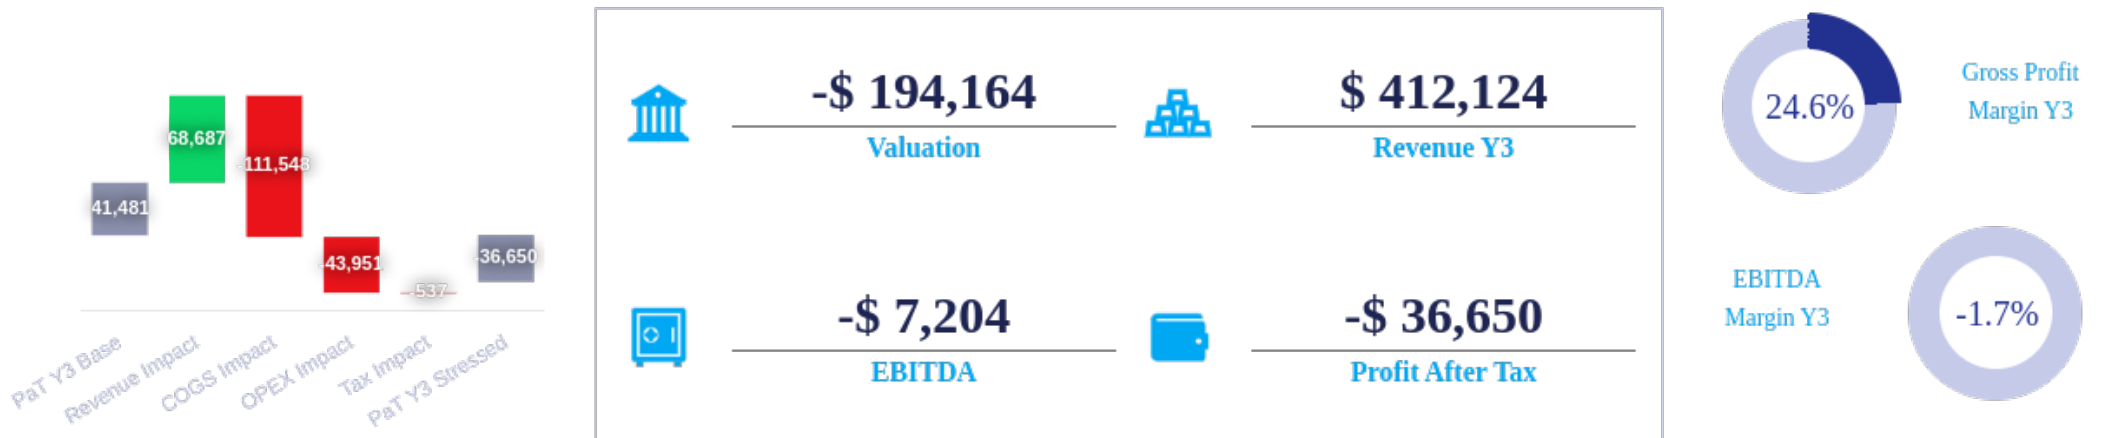 41,481
68,687
-111,548
-43,951
-537
-36,650
PaT Y3 Base
Revenue Impact
COGS Impact
OPEX Impact
Tax Impact
PaT Y3 Stressed
-$ 194,164
Valuation
$ 412,124
Revenue Y3
-$ 7,204
EBITDA
-$ 36,650
Profit After Tax
24.6%
Gross Profit
Margin Y3
EBITDA
Margin Y3
-1.7%